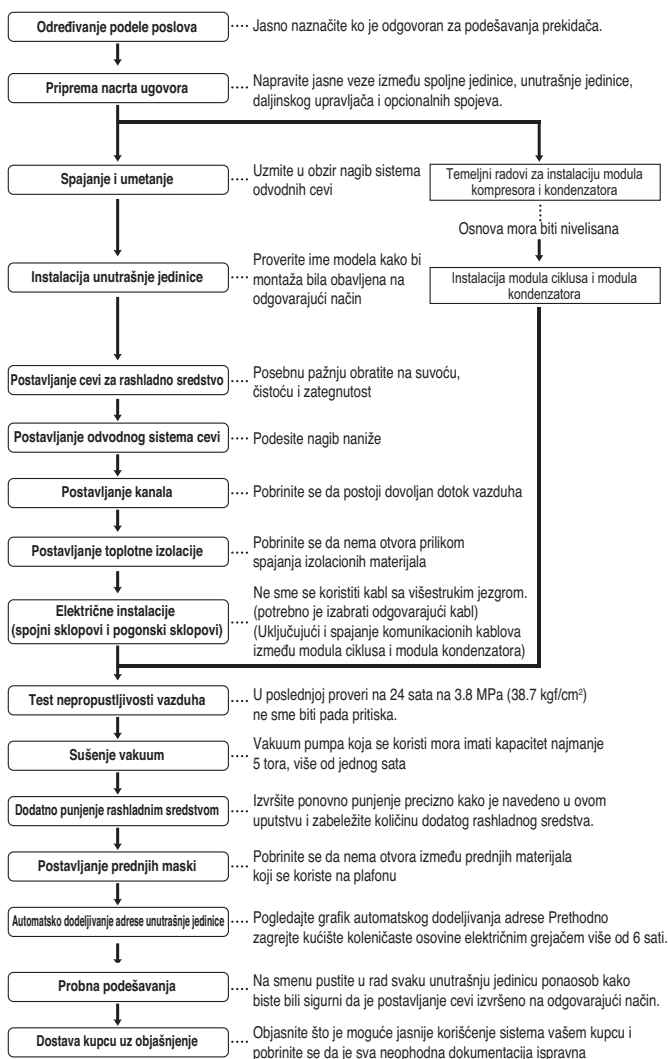 Određivanje podele poslova
Jasno naznačite ko je odgovoran za podešavanja prekidača.
Priprema nacrta ugovora
Napravite jasne veze između spoljne jedinice, unutrašnje jedinice,
daljinskog upravljača i opcionalnih spojeva.
Spajanje i umetanje
Uzmite u obzir nagib sistema
odvodnih cevi
Temeljni radovi za instalaciju modula
kompresora i kondenzatora
Osnova mora biti nivelisana
Instalacija unutrašnje jedinice
Proverite ime modela kako bi
montaža bila obavljena na
odgovarajući način
Instalacija modula ciklusa i modula
kondenzatora
Postavljanje cevi za rashladno sredstvo
Posebnu pažnju obratite na suvoću,
čistoću i zategnutost
Postavljanje odvodnog sistema cevi
Podesite nagib naniže
Postavljanje kanala
Pobrinite se da postoji dovoljan dotok vazduha
Postavljanje toplotne izolacije
Pobrinite se da nema otvora prilikom
spajanja izolacionih materijala
Električne instalacije
(spojni sklopovi i pogonski sklopovi)
Ne sme se koristiti kabl sa višestrukim jezgrom.
(potrebno je izabrati odgovarajući kabl)
(Uključujući i spajanje komunikacionih kablova
između modula ciklusa i modula kondenzatora)
Test nepropustljivosti vazduha
U poslednjoj proveri na 24 sata na 3.8 MPa (38.7 kgf/cm²)
ne sme biti pada pritiska.
Sušenje vakuum
Vakuum pumpa koja se koristi mora imati kapacitet najmanje
5 tora, više od jednog sata
Dodatno punjenje rashladnim sredstvom
Izvršite ponovno punjenje precizno kako je navedeno u ovom
uputstvu i zabeležite količinu dodatog rashladnog sredstva.
Postavljanje prednjih maski
Pobrinite se da nema otvora između prednjih materijala
koji se koriste na plafonu
Automatsko dodeljivanje adrese unutrašnje jedinice
Pogledajte grafik automatskog dodeljivanja adrese Prethodno
zagrejte kućište koleničaste osovine električnim grejačem više od 6 sati.
Probna podešavanja
Na smenu pustite u rad svaku unutrašnju jedinicu ponaosob kako
biste bili sigurni da je postavljanje cevi izvršeno na odgovarajući način.
Dostava kupcu uz objašnjenje
Objasnite što je moguće jasnije korišćenje sistema vašem kupcu i
pobrinite se da je sva neophodna dokumentacija ispravna